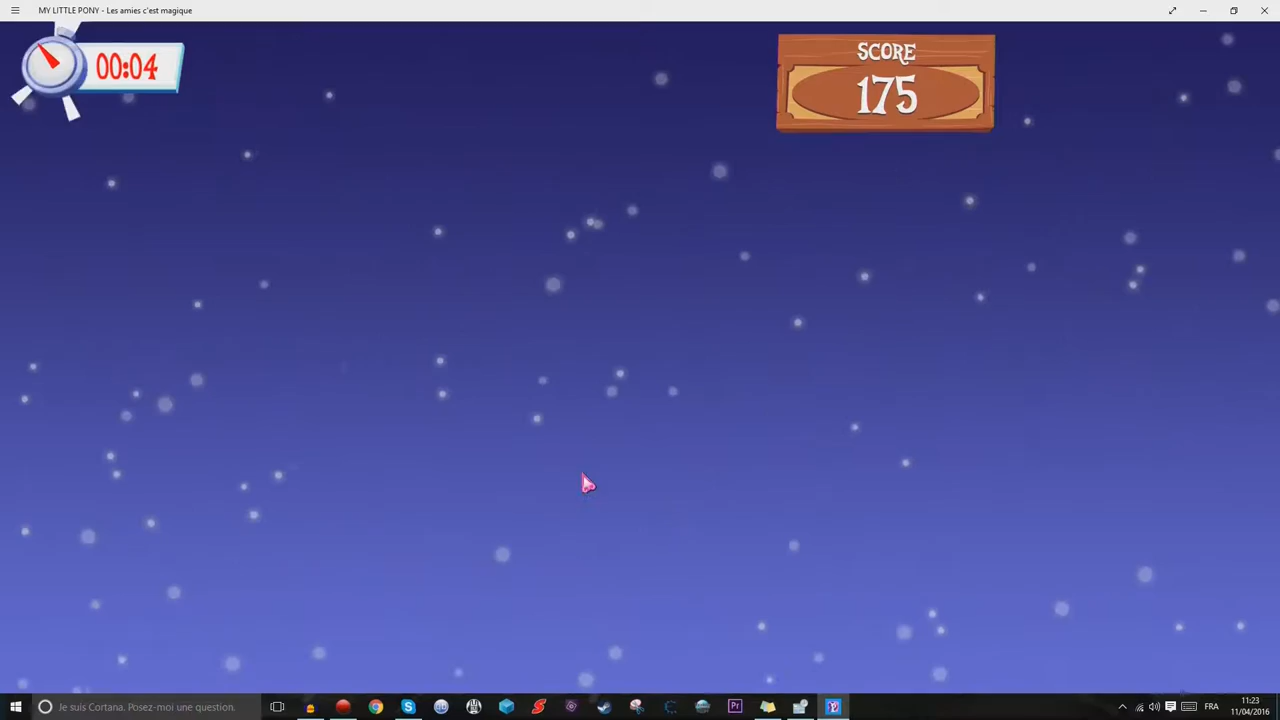 MY LITTLE PONY - Les amies c'est magique
00:04
SCORE
175
Je suis Cortana. Posez-moi une question.
Pr
FRA
11:23
11/04/2016